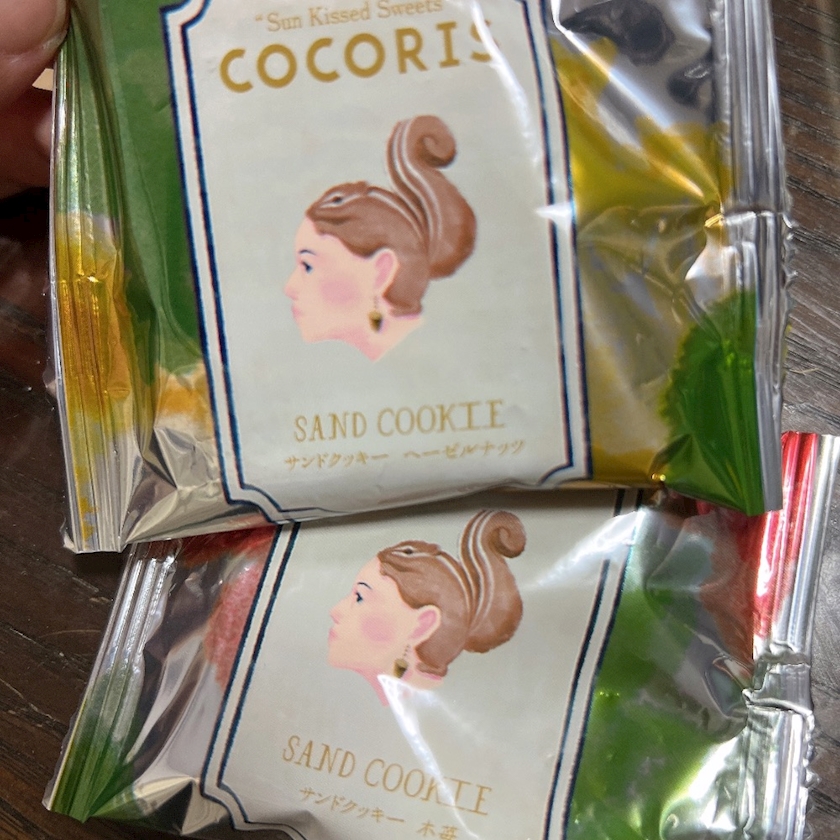 "Sun Kissed Sweets"
COCORIS
SAND COOKIE
サンドクッキー ヘーゼルナッツ
SAND COOKIE
サンドクッキー 木苺